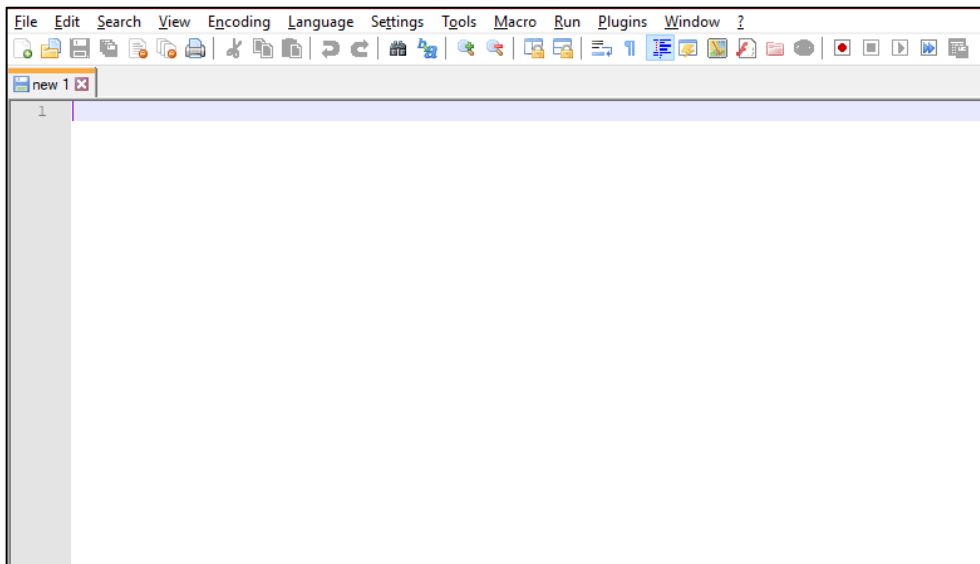 File Edit Search View Encoding Language Settings Tools Macro Run Plugins Window ?
new 1
1